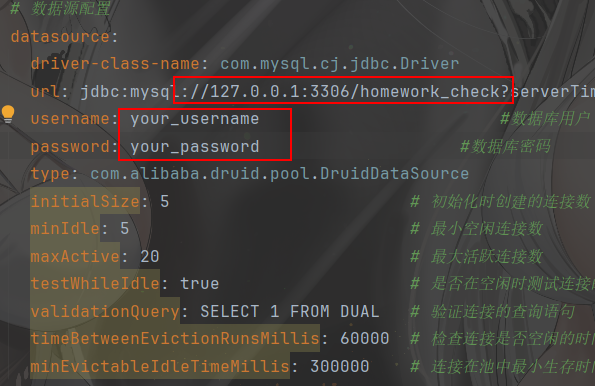 # 数据源配置
datasource:
driver-class-name: com.mysql.cj.jdbc.Driver
url: jdbc:mysql://127.0.0.1:3306/homework_check?serverTim
username: your_username #数据库用户
password: your_password #数据库密码
type: com.alibaba.druid.pool.DruidDataSource
initialSize: 5 # 初始化时创建的连接数
minIdle: 5 # 最小空闲连接数
maxActive: 20 # 最大活跃连接数
testWhileIdle: true # 是否在空闲时测试连接
validationQuery: SELECT 1 FROM DUAL # 验证连接的查询语句
timeBetweenEvictionRunsMillis: 60000 # 检查连接是否空闲的时
minEvictableIdleTimeMillis: 300000 # 连接在池中最小生存时